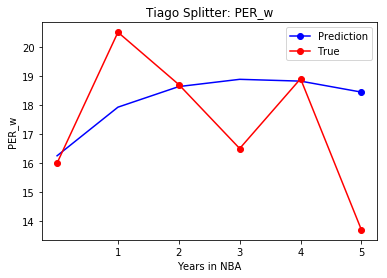 Tiago Splitter: PER_w
Prediction
True
20
19
18
17
16
15
14
PER_w
1 2 3 4 5
Years in NBA